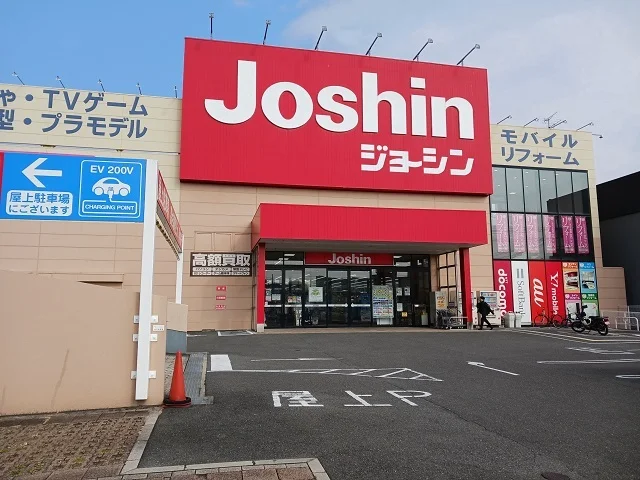 Joshin
ジョーシン
ゃ・TVゲーム
型・プラモデル
モバイル
リフォーム
EV 200V
屋上駐車場
にございます
CHARGING POINT
高額買取
Joshin
docomo
SoftBank
au
Y!mobile
屋上P